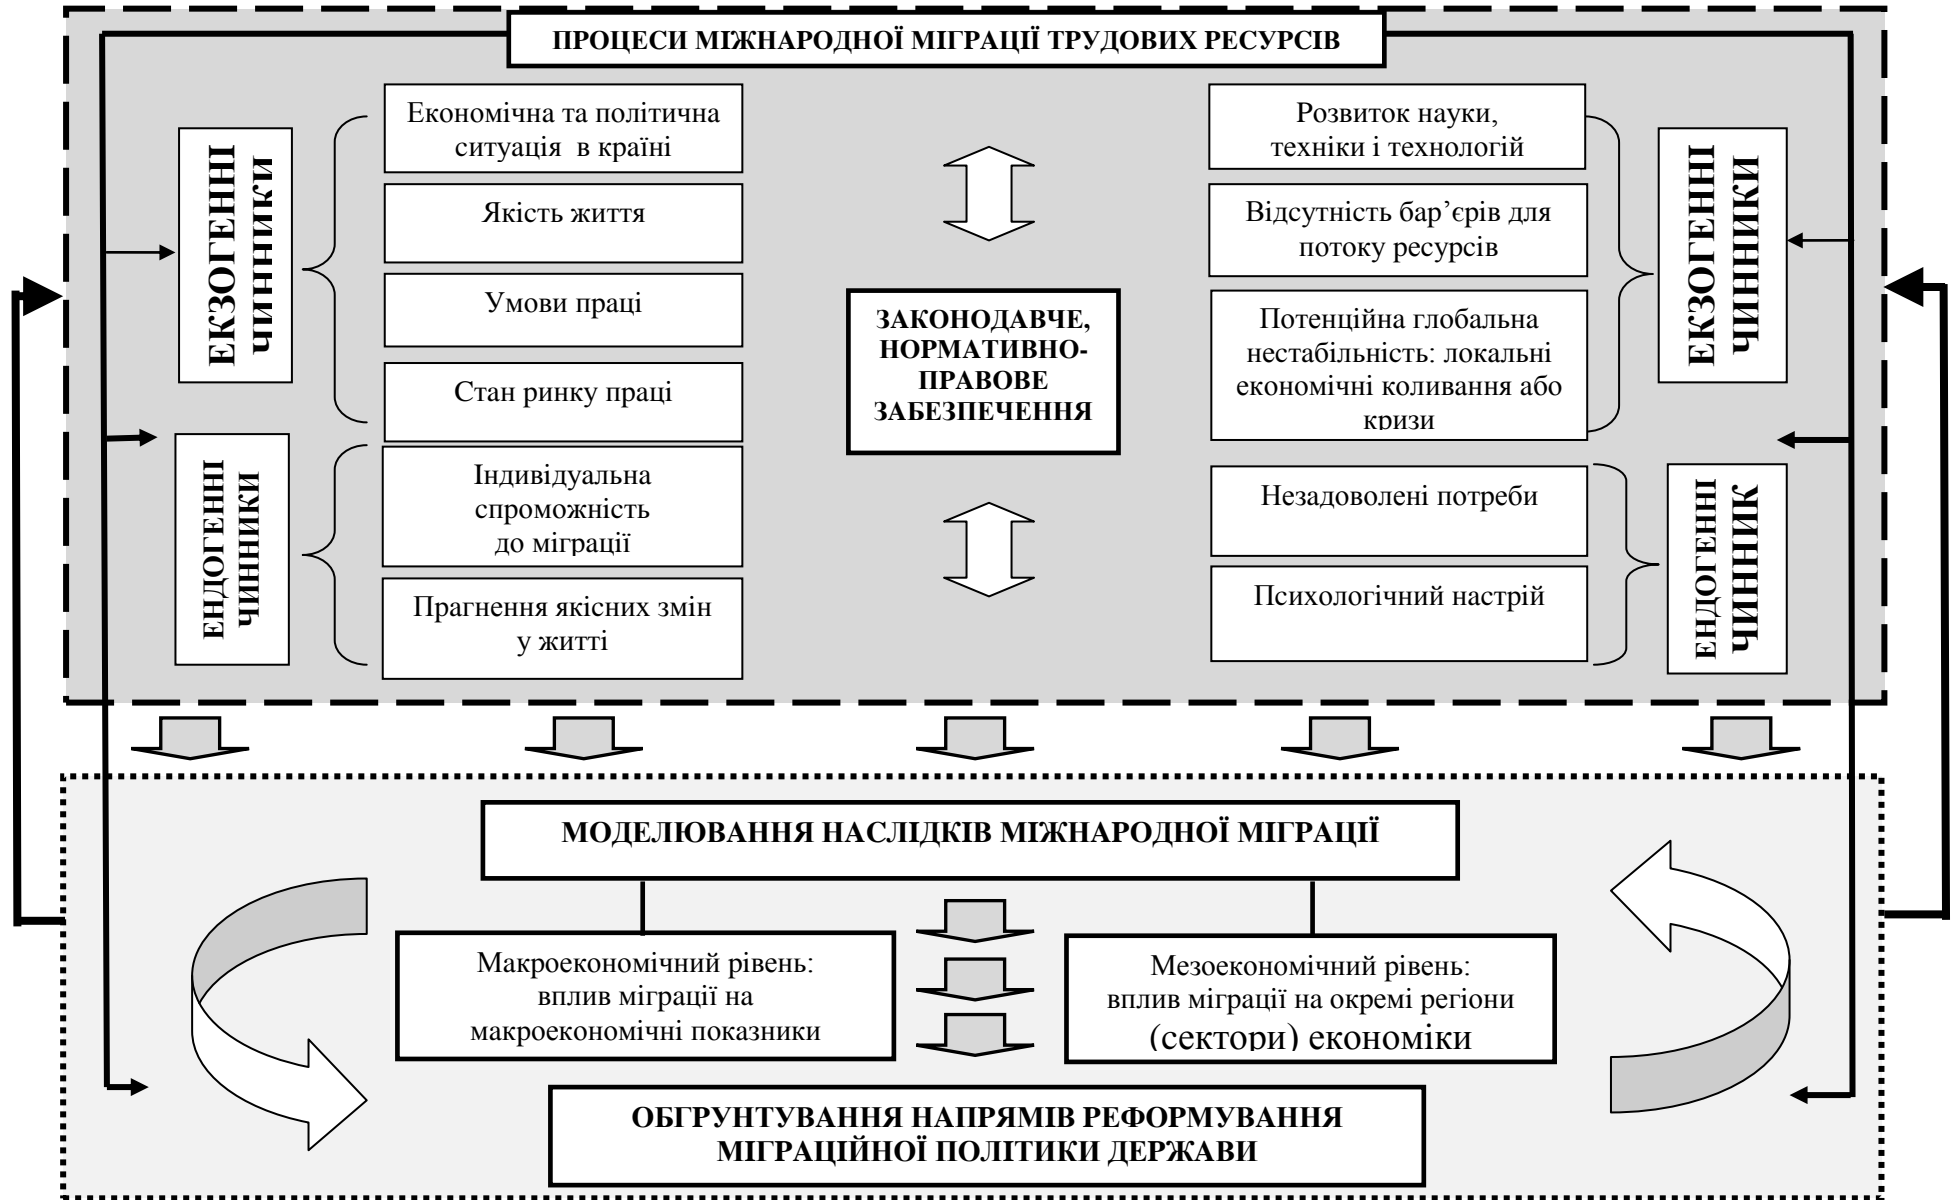 ПРОЦЕСИ МІЖНАРОДНОЇ МІГРАЦІЇ ТРУДОВИХ РЕСУРСІВ
ЕКЗОГЕННІ
ЧИННИКИ
Економічна та політична
ситуація в країні
Якість життя
Умови праці
Стан ринку праці
ЕНДОГЕННІ
ЧИННИКИ
Індивідуальна
спроможність
до міграції
Прагнення якісних змін
у житті
ЗАКОНОДАВЧЕ,
НОРМАТИВНО-
ПРАВОВЕ
ЗАБЕЗПЕЧЕННЯ
Розвиток науки,
техніки і технологій
Відсутність бар’єрів для
потоку ресурсів
Потенційна глобальна
нестабільність: локальні
економічні коливання або
кризи
ЕКЗОГЕННІ
ЧИННИКИ
Незадоволені потреби
Психологічний настрій
ЕНДОГЕННІ
ЧИННИК
МОДЕЛЮВАННЯ НАСЛІДКІВ МІЖНАРОДНОЇ МІГРАЦІЇ
Макроекономічний рівень:
вплив міграції на
макроекономічні показники
Мезоекономічний рівень:
вплив міграції на окремі регіони
(сектори) економіки
ОБГРУНТУВАННЯ НАПРЯМІВ РЕФОРМУВАННЯ
МІГРАЦІЙНОЇ ПОЛІТИКИ ДЕРЖАВИ